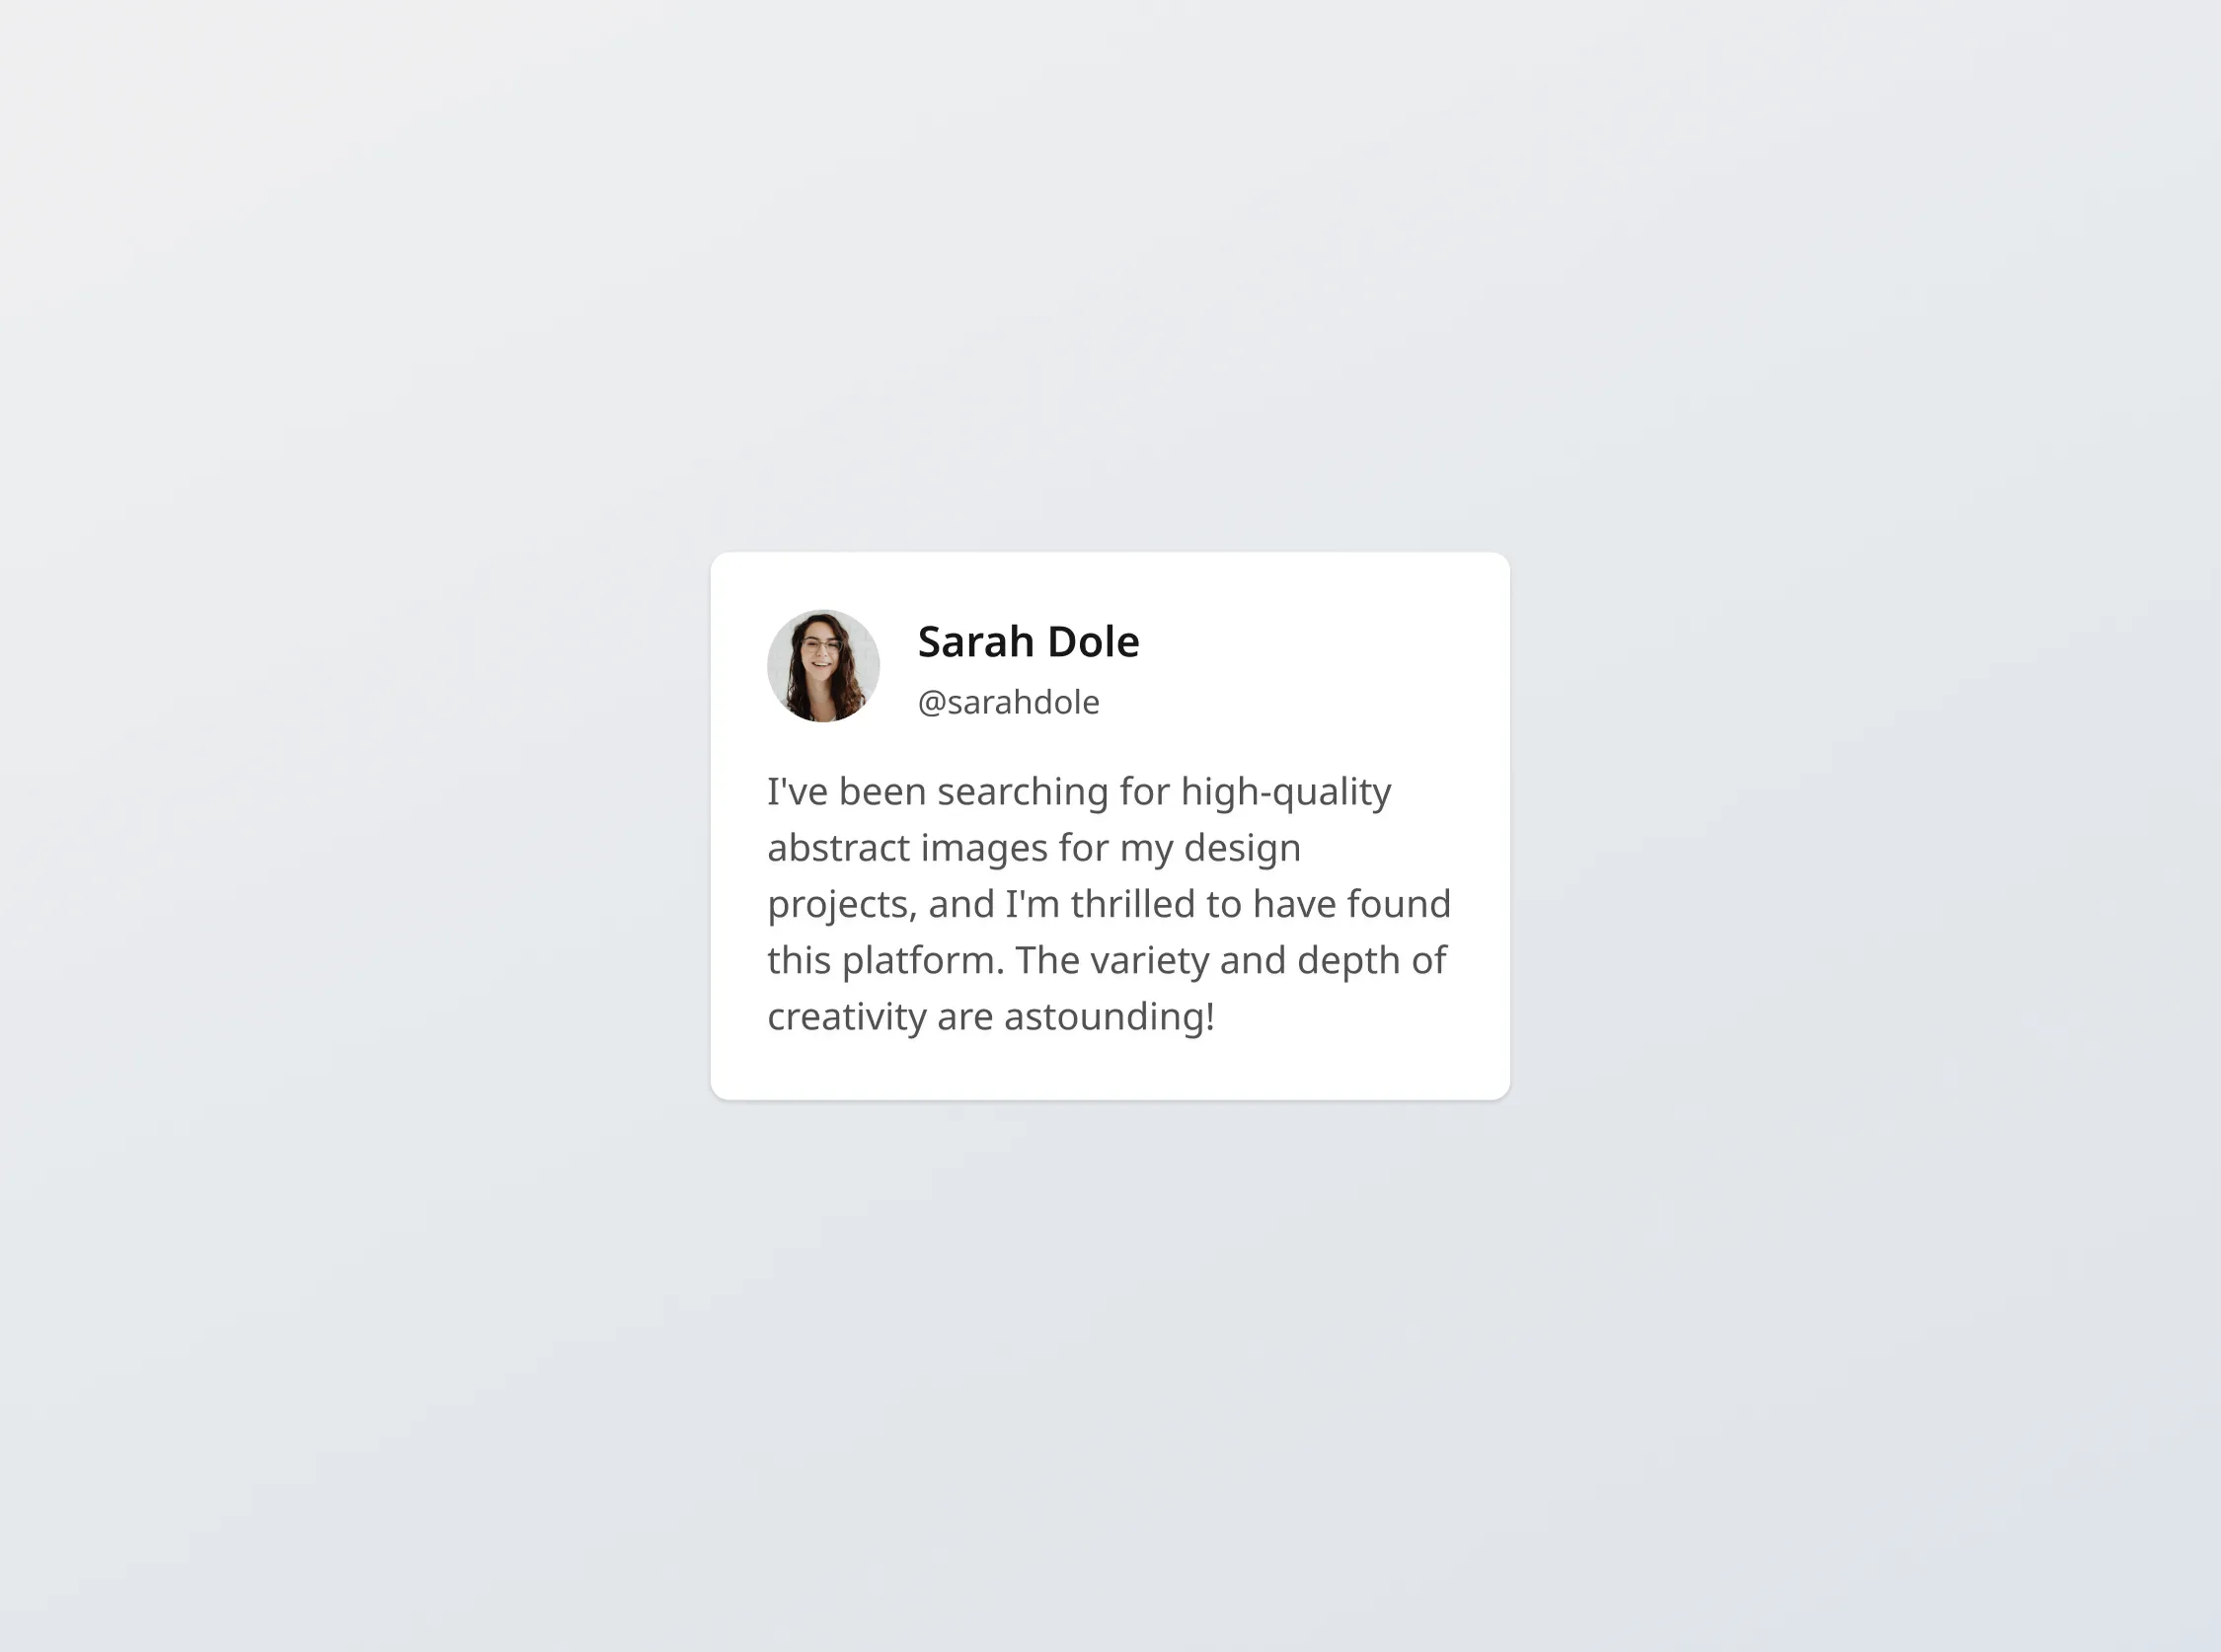 Sarah Dole
@sarahdole
I've been searching for high-quality
abstract images for my design
projects, and I'm thrilled to have found
this platform. The variety and depth of
creativity are astounding!